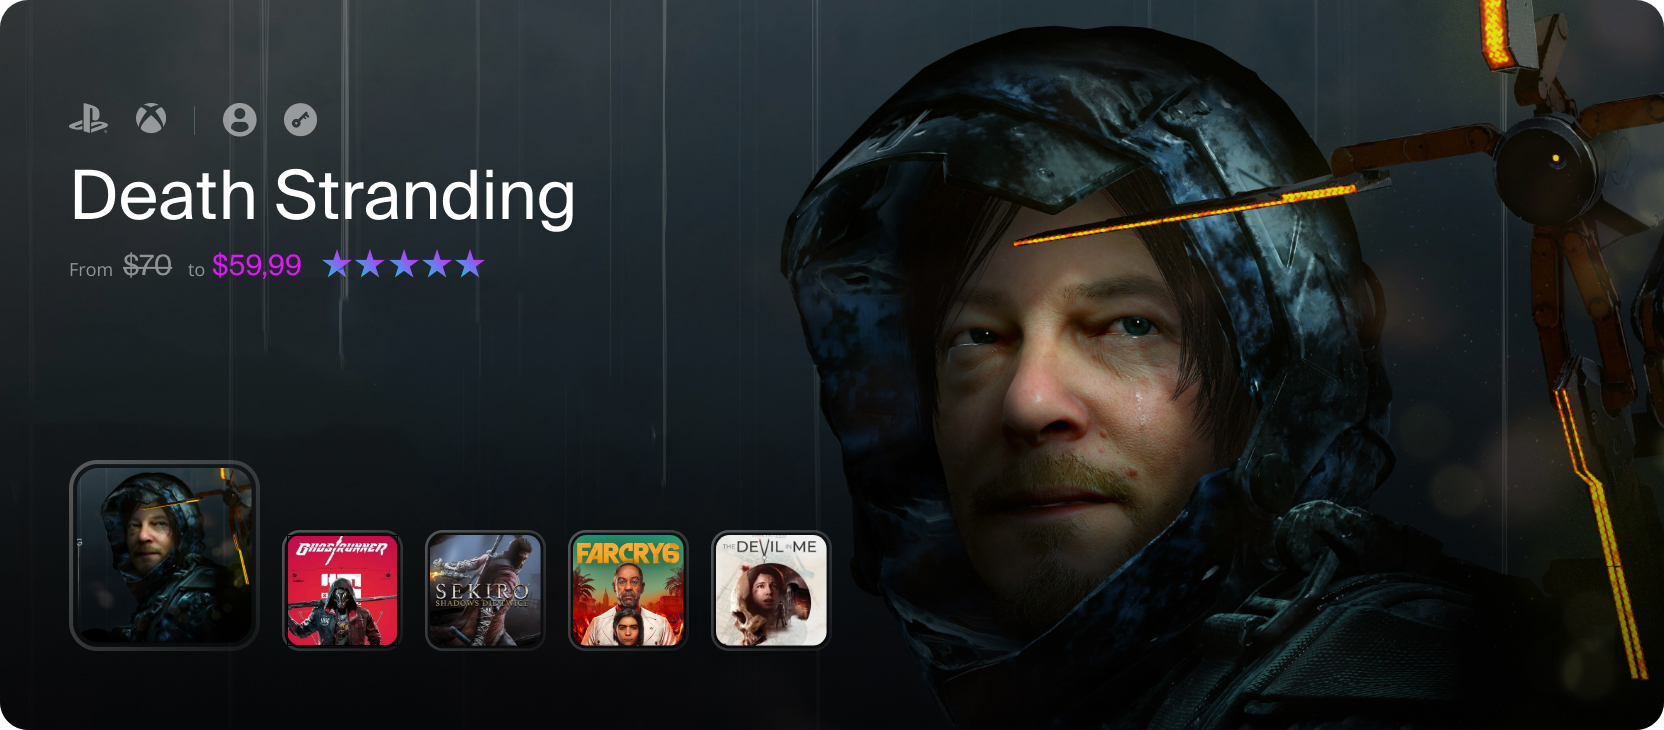 Death Stranding
From $70 to $59,99
GHOSTRUNNER
SEKIRO
SHADOWS DIE TWICE
FARCRY6
THE DEVIL IN ME